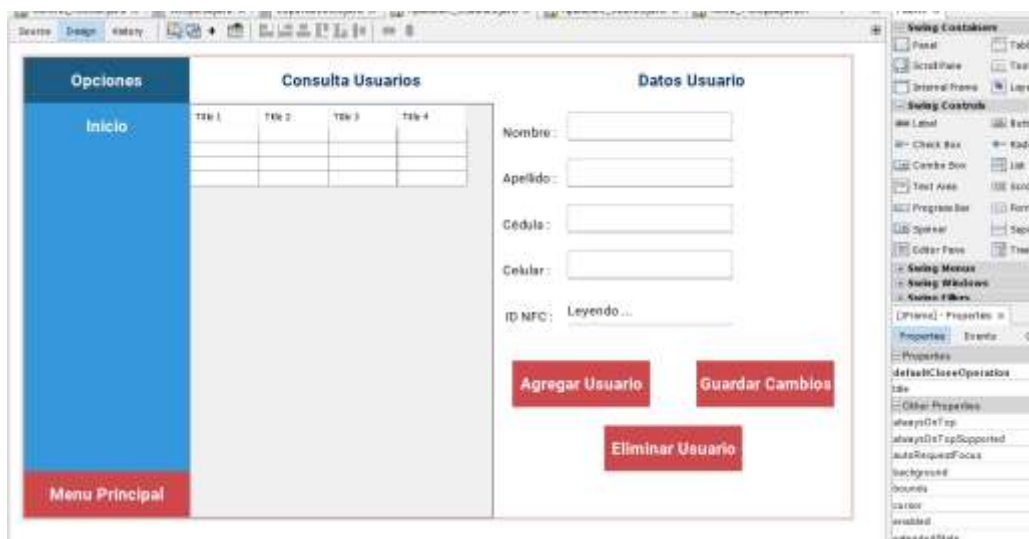 Source Design History
Opciones
Inicio
Menu Principal
Consulta Usuarios
Title 1 Title 2 Title 3 Title 4
Datos Usuario
Nombre :
Apellido :
Cédula :
Celular :
ID NFC : Leyendo ...
Agregar Usuario Guardar Cambios
Eliminar Usuario
Swing Containers
Panel
Scroll Pane
Internal Frame
Swing Controls
Label
Check Box
Combo Box List
Text Area
Progress Bar
Spinner
Editor Pane
Swing Menus
Swing Windows
Swing Fillers
[JFrame] - Properties
Properties Events
Properties
defaultCloseOperation
title
Other Properties
alwaysOnTop
alwaysOnTopSupported
autoRequestFocus
background
bounds
cursor
enabled